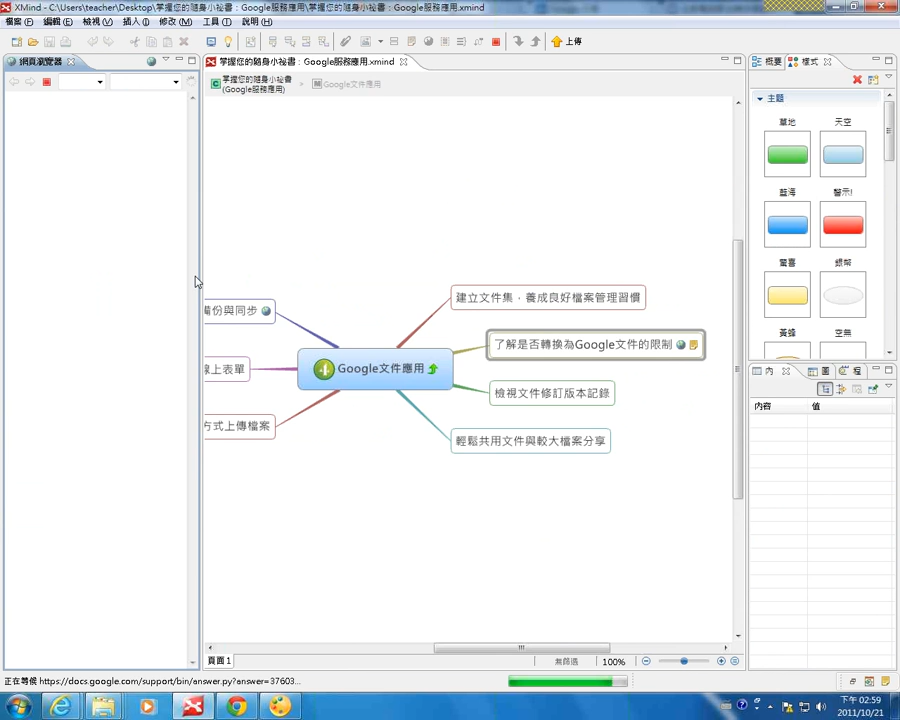 XMind - C:\Users\teacher\Desktop\掌握您的隨身小祕書：Google服務應用\掌握您的隨身小祕書：Google服務應用.xmind
檔案(F) 編輯(E) 檢視(V) 插入(I) 修改(M) 工具(T) 說明(H)
上傳
網頁瀏覽器
掌握您的隨身小祕書：Google服務應用.xmind
概要 樣式
掌握您的隨身小祕書
(Google服務應用)
Google文件應用
主題
草地 天空
藍海 警示!
驚喜 銀幣
黃蜂 空無
備份與同步
線上表單
方式上傳檔案
Google文件應用
建立文件集，養成良好檔案管理習慣
了解是否轉換為Google文件的限制
檢視文件修訂版本記錄
輕鬆共用文件與較大檔案分享
內 圖 程
內容 值
頁面 1
無篩選
100%
正在等候 https://docs.google.com/support/bin/answer.py?answer=37603...
下午 02:59
2011/10/21